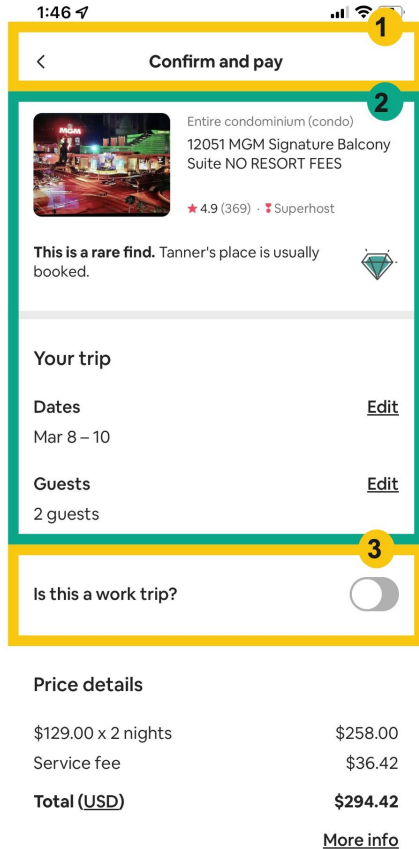 1:46
1
Confirm and pay
2
MGM
Entire condominium (condo)
12051 MGM Signature Balcony
Suite NO RESORT FEES
4.9 (369) · Superhost
This is a rare find. Tanner's place is usually
booked.
Your trip
Dates
Edit
Mar 8 – 10
Guests
Edit
2 guests
3
Is this a work trip?
Price details
$129.00 x 2 nights
$258.00
Service fee
$36.42
Total (USD)
$294.42
More info